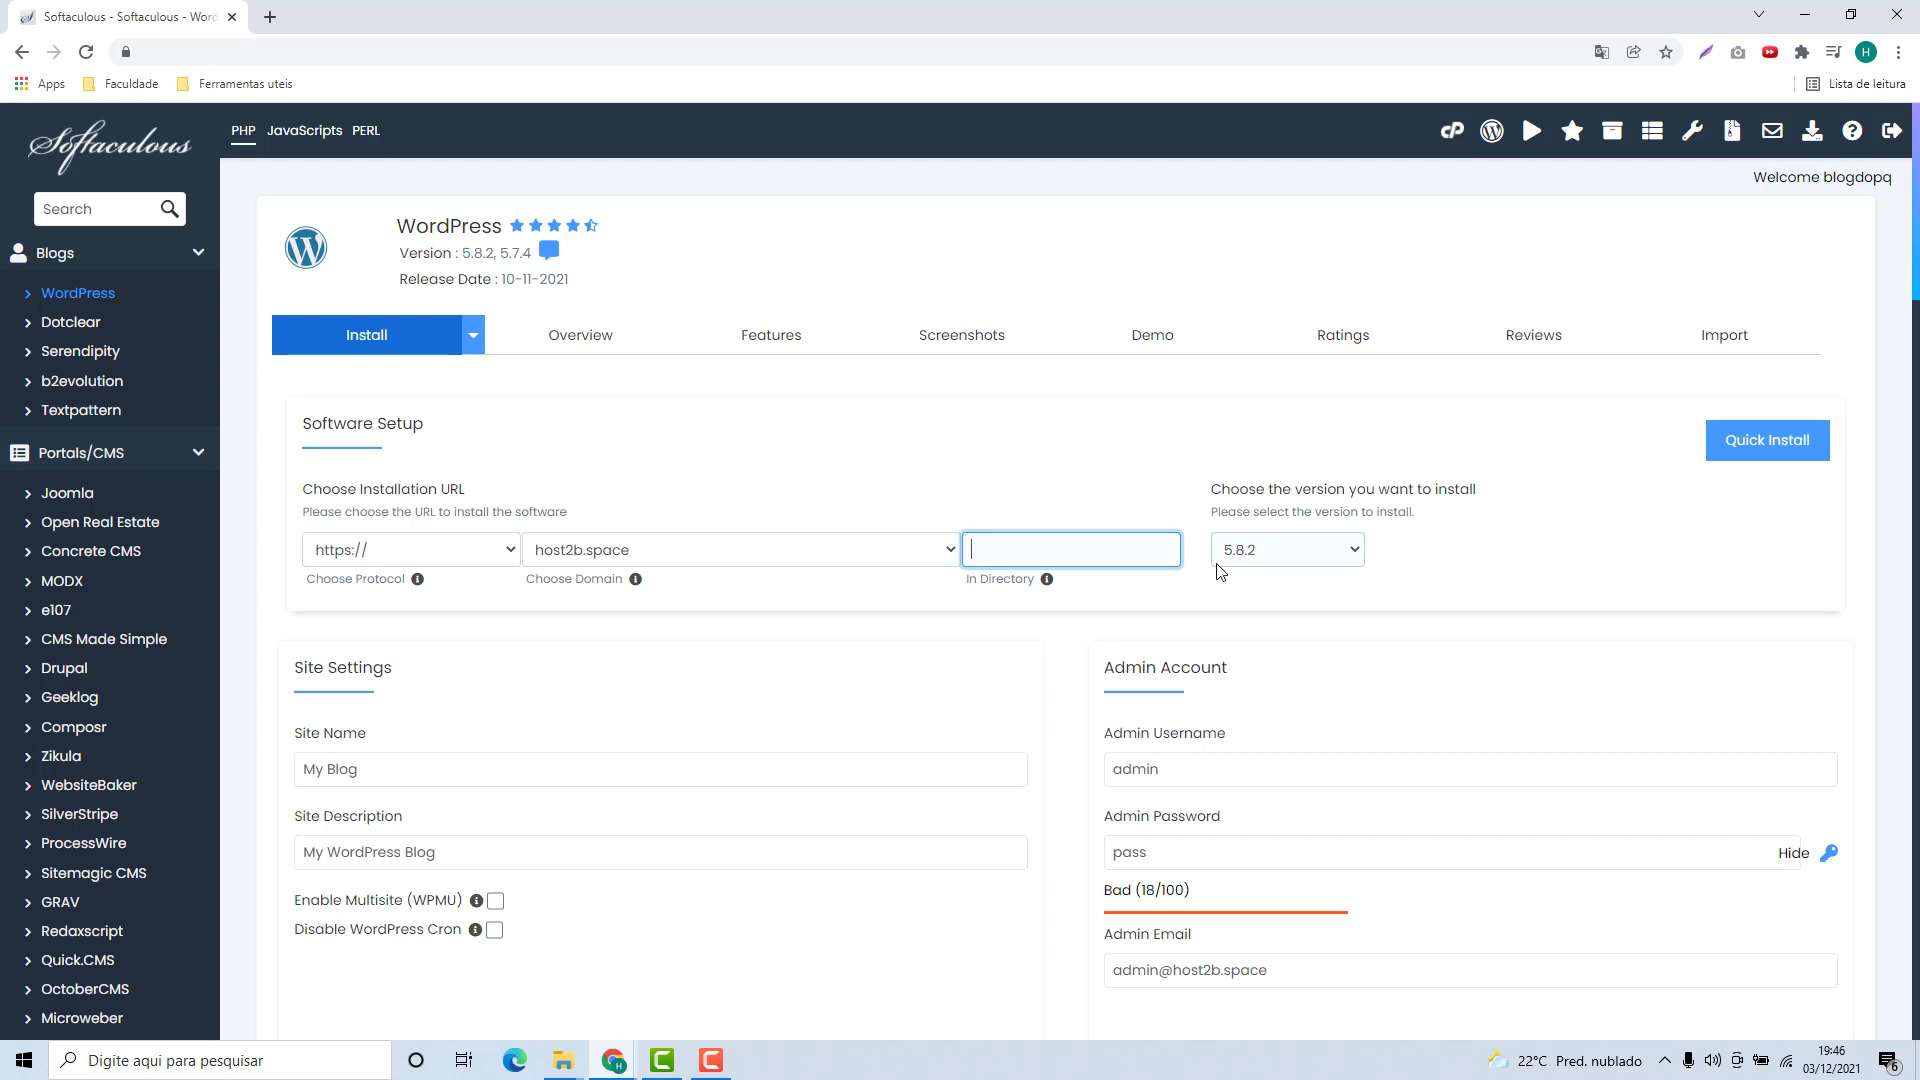 Softaculous - Softaculous - Word
Apps
Faculdade
Ferramentas uteis
Lista de leitura
H
Softaculous
PHP
JavaScripts
PERL
Search
Welcome blogdopq
Blogs
WordPress
Dotclear
Serendipity
b2evolution
Textpattern
Portals/CMS
Joomla
Open Real Estate
Concrete CMS
MODX
e107
CMS Made Simple
Drupal
Geeklog
Composr
Zikula
WebsiteBaker
SilverStripe
ProcessWire
Sitemagic CMS
GRAV
Redaxscript
Quick.CMS
OctoberCMS
Microweber
WordPress
Version : 5.8.2, 5.7.4
Release Date : 10-11-2021
Install
Overview
Features
Screenshots
Demo
Ratings
Reviews
Import
Software Setup
Quick Install
Choose Installation URL
Please choose the URL to install the software
https://
host2b.space
Choose Protocol
Choose Domain
In Directory
Choose the version you want to install
Please select the version to install.
5.8.2
Site Settings
Site Name
My Blog
Site Description
My WordPress Blog
Enable Multisite (WPMU)
Disable WordPress Cron
Admin Account
Admin Username
admin
Admin Password
pass
Hide
Bad (18/100)
Admin Email
admin@host2b.space
Digite aqui para pesquisar
22°C Pred. nublado
19:46
03/12/2021
6